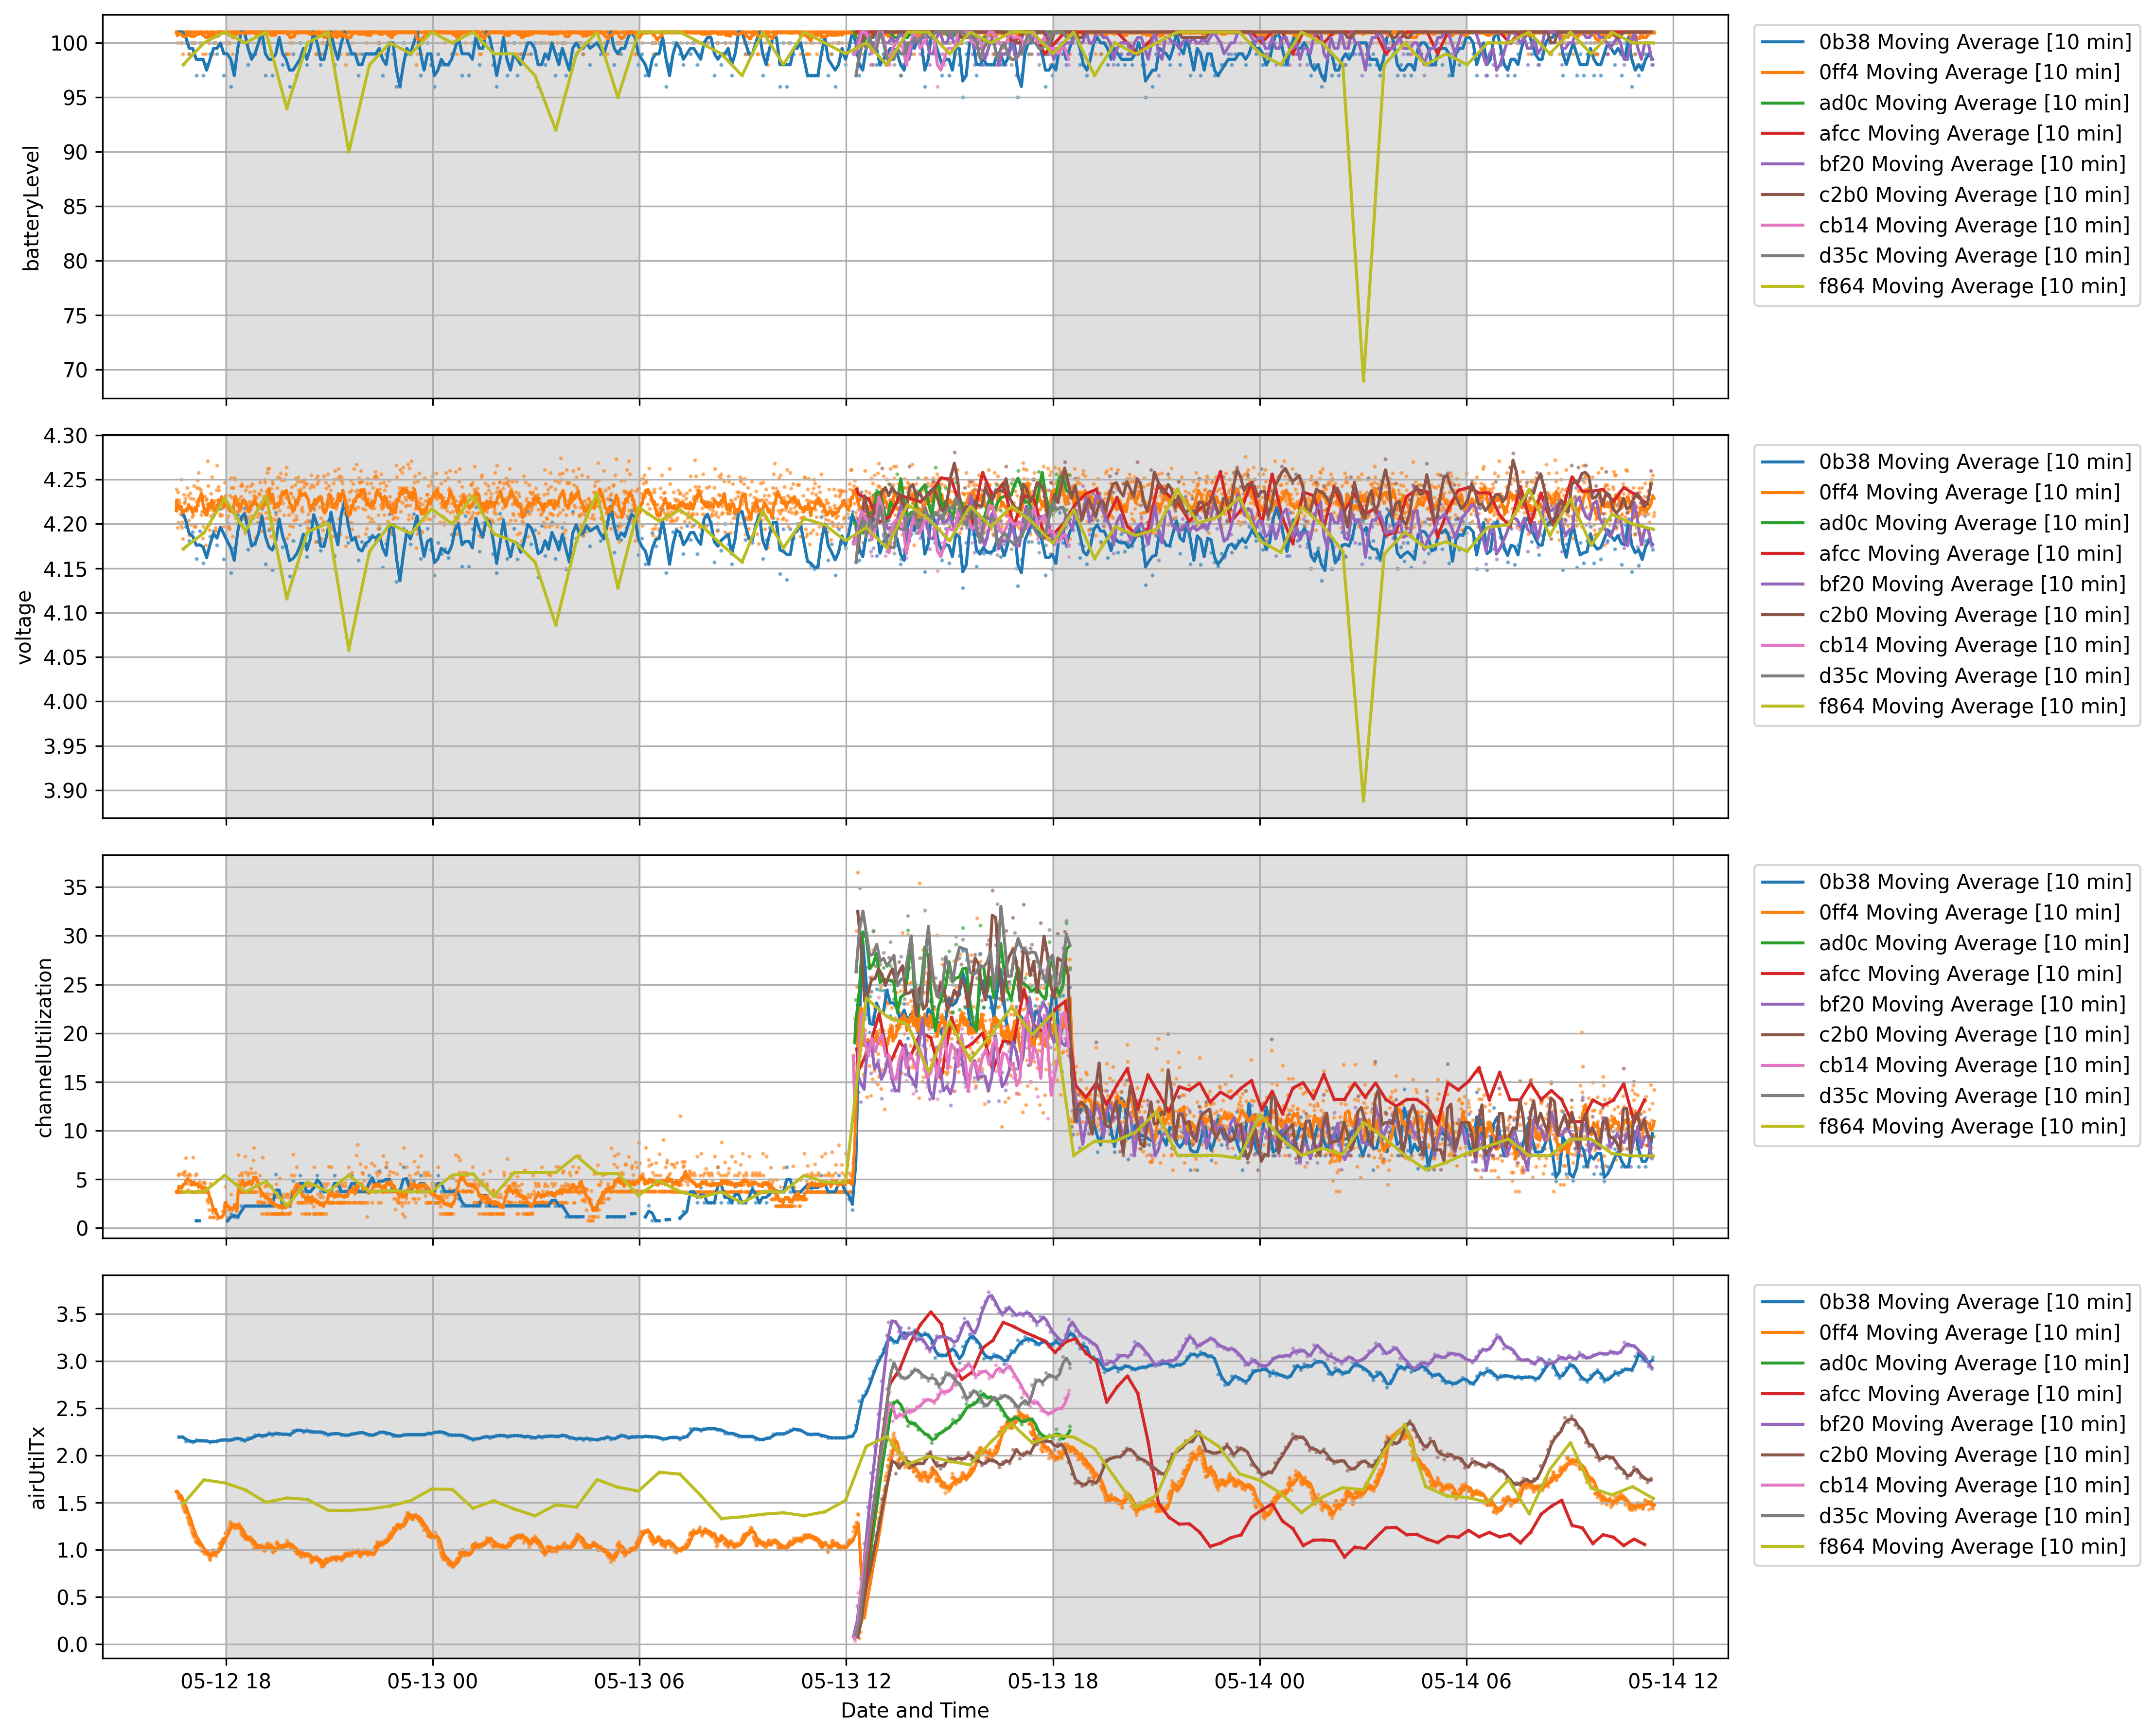 batteryLevel
100
95
90
85
80
75
70
0b38 Moving Average [10 min]
0ff4 Moving Average [10 min]
ad0c Moving Average [10 min]
afcc Moving Average [10 min]
bf20 Moving Average [10 min]
c2b0 Moving Average [10 min]
cb14 Moving Average [10 min]
d35c Moving Average [10 min]
f864 Moving Average [10 min]
voltage
4.30
4.25
4.20
4.15
4.10
4.05
4.00
3.95
3.90
0b38 Moving Average [10 min]
0ff4 Moving Average [10 min]
ad0c Moving Average [10 min]
afcc Moving Average [10 min]
bf20 Moving Average [10 min]
c2b0 Moving Average [10 min]
cb14 Moving Average [10 min]
d35c Moving Average [10 min]
f864 Moving Average [10 min]
channelUtilization
35
30
25
20
15
10
5
0
0b38 Moving Average [10 min]
0ff4 Moving Average [10 min]
ad0c Moving Average [10 min]
afcc Moving Average [10 min]
bf20 Moving Average [10 min]
c2b0 Moving Average [10 min]
cb14 Moving Average [10 min]
d35c Moving Average [10 min]
f864 Moving Average [10 min]
airUtilTx
3.5
3.0
2.5
2.0
1.5
1.0
0.5
0.0
0b38 Moving Average [10 min]
0ff4 Moving Average [10 min]
ad0c Moving Average [10 min]
afcc Moving Average [10 min]
bf20 Moving Average [10 min]
c2b0 Moving Average [10 min]
cb14 Moving Average [10 min]
d35c Moving Average [10 min]
f864 Moving Average [10 min]
05-12 18 05-13 00 05-13 06 05-13 12 05-13 18 05-14 00 05-14 06 05-14 12
Date and Time